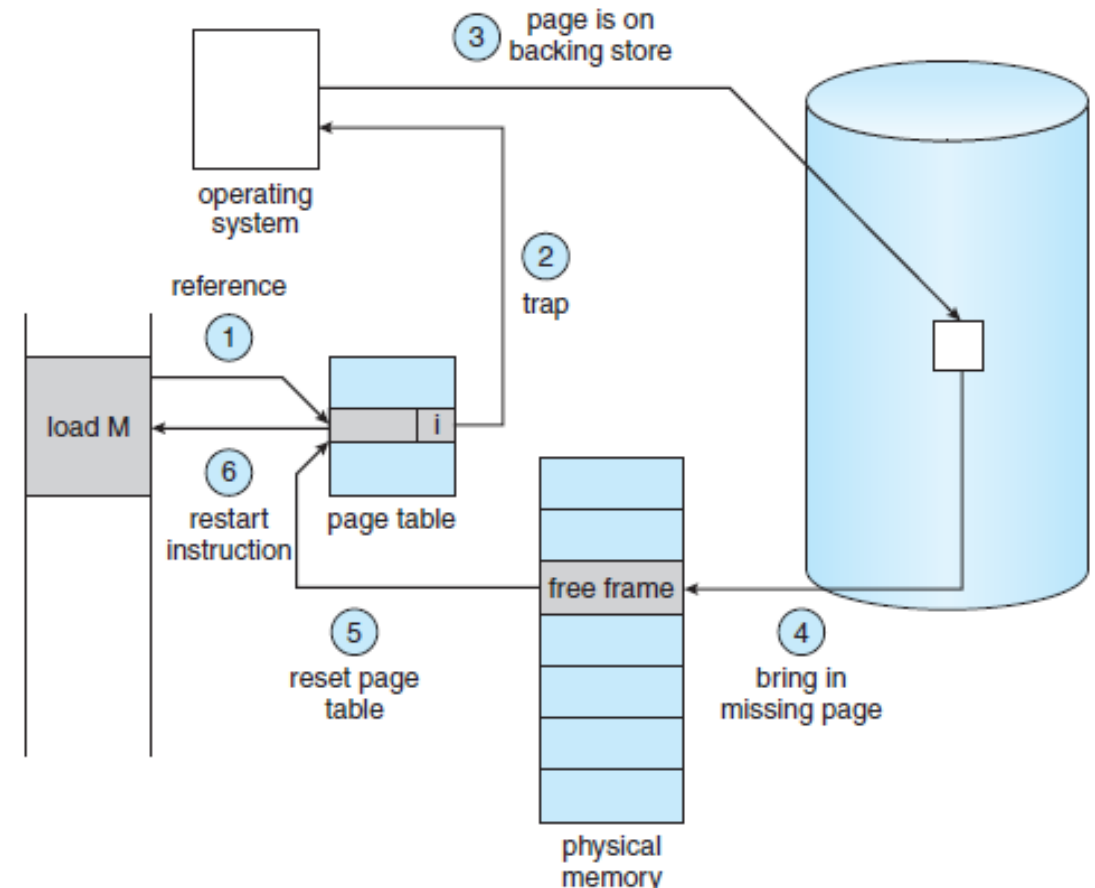 3
page is on
backing store
operating
system
2
trap
reference
1
load M
i
6
restart
instruction
page table
free frame
5
reset page
table
4
bring in
missing page
physical
memory